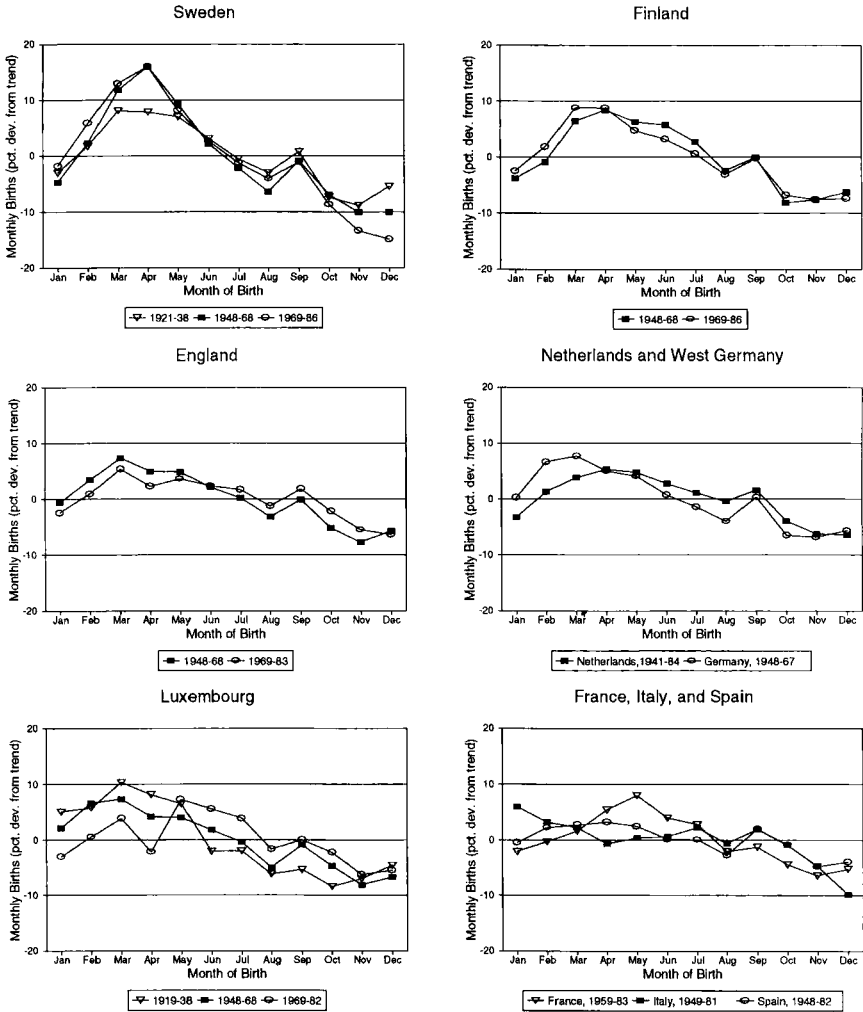 Sweden
Monthly Births (pct. dev. from trend)
20
10
0
-10
-20
Jan Feb Mar Apr May Jun Jul Aug Sep Oct Nov Dec
Month of Birth
1921-38 1948-68 1969-86
Finland
Monthly Births (pct. dev. from trend)
20
10
0
-10
-20
Jan Feb Mar Apr May Jun Jul Aug Sep Oct Nov Dec
Month of Birth
1948-68 1969-86
England
Monthly Births (pct. dev. from trend)
20
10
0
-10
-20
Jan Feb Mar Apr May Jun Jul Aug Sep Oct Nov Dec
Month of Birth
1948-68 1969-83
Netherlands and West Germany
Monthly Births (pct. dev. from trend)
20
10
0
-10
-20
Jan Feb Mar Apr May Jun Jul Aug Sep Oct Nov Dec
Month of Birth
Netherlands,1941-84 Germany, 1948-67
Luxembourg
Monthly Births (pct. dev. from trend)
20
10
0
-10
-20
Jan Feb Mar Apr May Jun Jul Aug Sep Oct Nov Dec
Month of Birth
1919-38 1948-68 1969-82
France, Italy, and Spain
Monthly Births (pct. dev. from trend)
20
10
0
-10
-20
Jan Feb Mar Apr May Jun Jul Aug Sep Oct Nov Dec
Month of Birth
France, 1959-83 Italy, 1949-81 Spain, 1948-82